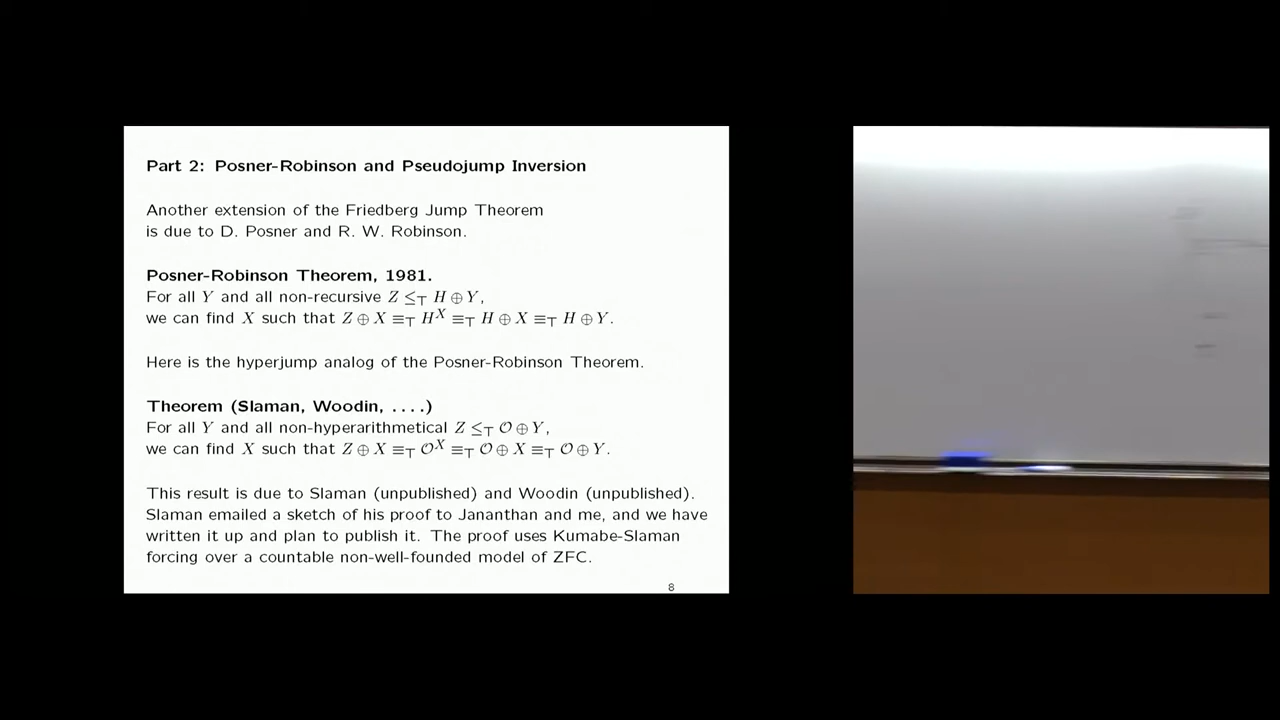 Part 2: Posner-Robinson and Pseudojump Inversion
Another extension of the Friedberg Jump Theorem
is due to D. Posner and R. W. Robinson.
Posner-Robinson Theorem, 1981.
For all Y and all non-recursive Z ≤_T H ⊕ Y,
we can find X such that Z ⊕ X ≡_T H^X ≡_T H ⊕ X ≡_T H ⊕ Y.
Here is the hyperjump analog of the Posner-Robinson Theorem.
Theorem (Slaman, Woodin, ....)
For all Y and all non-hyperarithmetical Z ≤_T 𝒪 ⊕ Y,
we can find X such that Z ⊕ X ≡_T 𝒪^X ≡_T 𝒪 ⊕ X ≡_T 𝒪 ⊕ Y.
This result is due to Slaman (unpublished) and Woodin (unpublished).
Slaman emailed a sketch of his proof to Jananthan and me, and we have
written it up and plan to publish it. The proof uses Kumabe-Slaman
forcing over a countable non-well-founded model of ZFC.
8